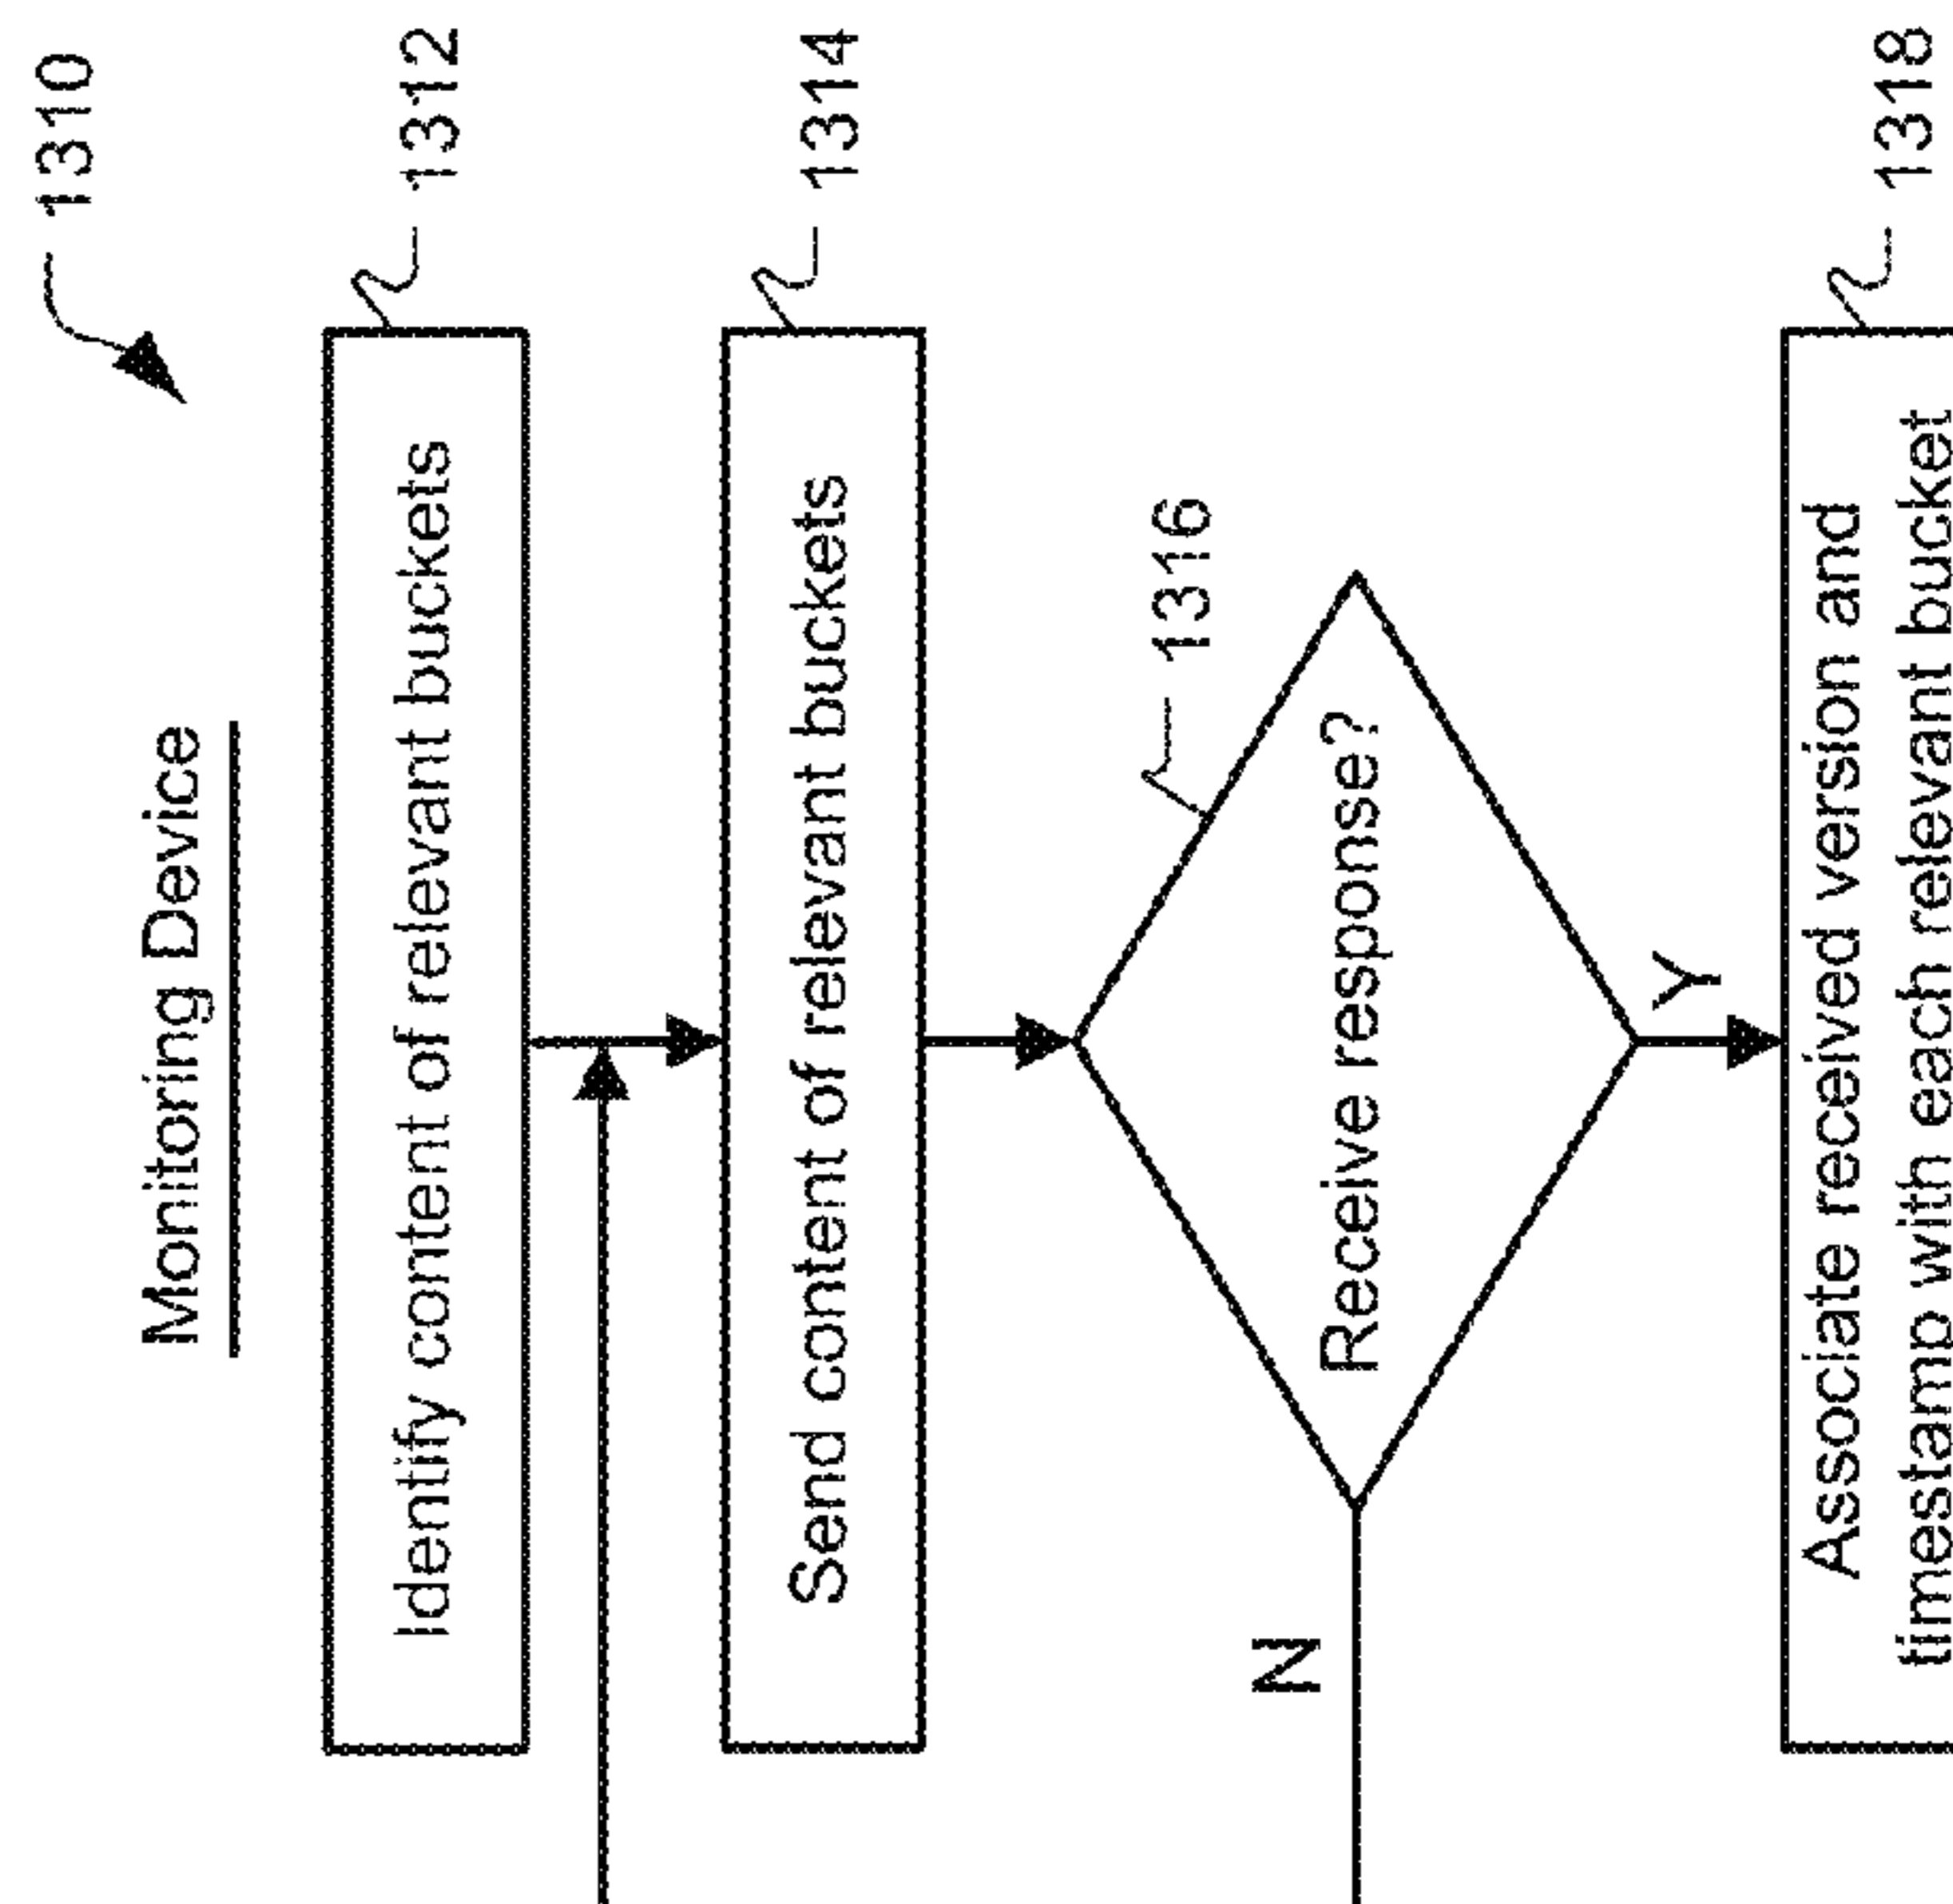 1310
Monitoring Device
1312
Identify content of relevant buckets
1314
Send content of relevant buckets
1316
Receive response?
N
Y
1318
Associate received version and
timestamp with each relevant bucket